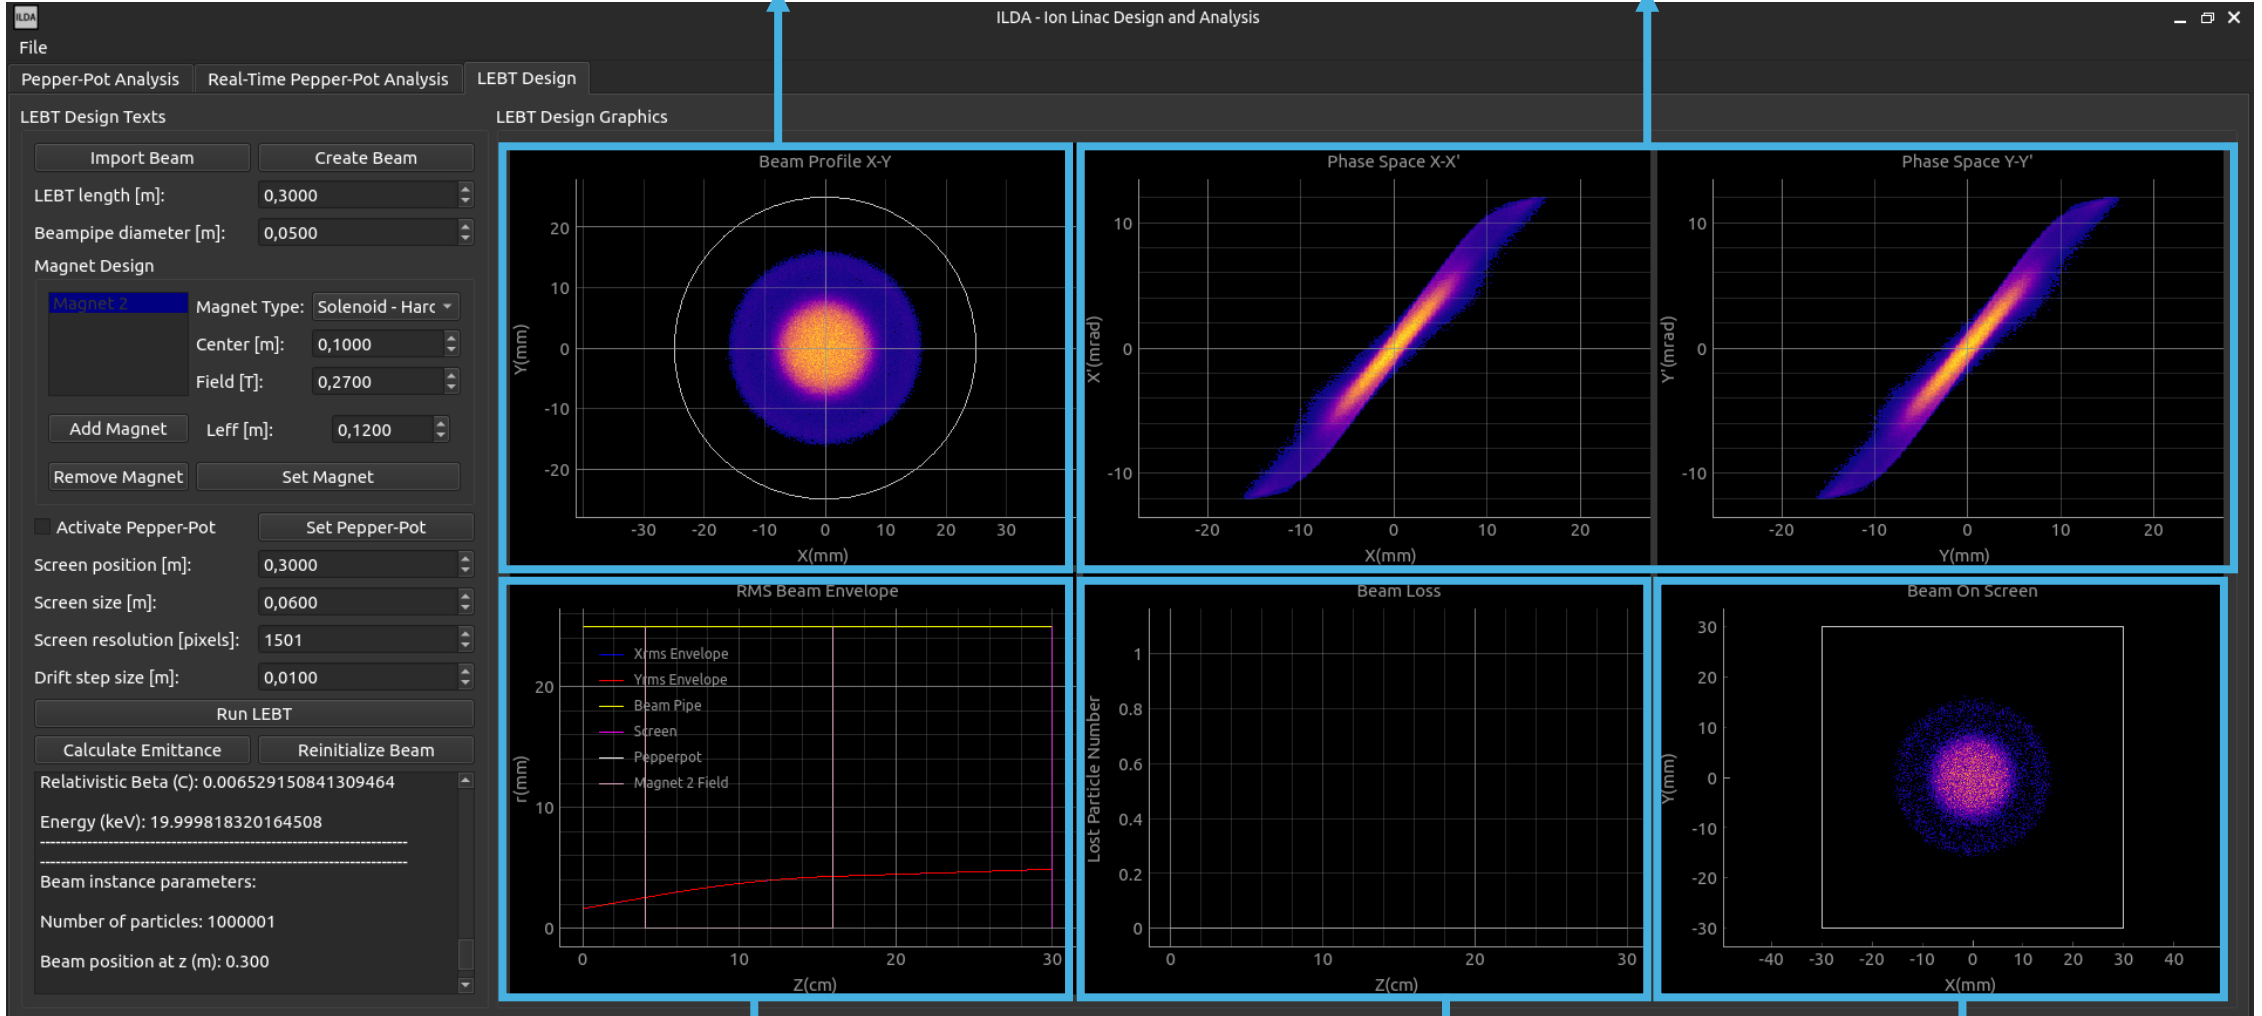 ILDA
ILDA - Ion Linac Design and Analysis
File
Pepper-Pot Analysis
Real-Time Pepper-Pot Analysis
LEBT Design
LEBT Design Texts
Import Beam
Create Beam
LEBT length [m]:
0,3000
Beampipe diameter [m]:
0,0500
Magnet Design
Magnet 2
Magnet Type:
Solenoid - Harc
Center [m]:
0,1000
Field [T]:
0,2700
Add Magnet
Leff [m]:
0,1200
Remove Magnet
Set Magnet
Activate Pepper-Pot
Set Pepper-Pot
Screen position [m]:
0,3000
Screen size [m]:
0,0600
Screen resolution [pixels]:
1501
Drift step size [m]:
0,0100
Run LEBT
Calculate Emittance
Reinitialize Beam
Relativistic Beta (C): 0.006529150841309464
Energy (keV): 19.999818320164508
--------------------------------------------------------------------------
--------------------------------------------------------------------------
Beam instance parameters:
Number of particles: 1000001
Beam position at z (m): 0.300
LEBT Design Graphics
Beam Profile X-Y
20
10
0
-10
-20
Y(mm)
-30 -20 -10 0 10 20 30
X(mm)
Phase Space X-X'
10
0
-10
X'(mrad)
-20 -10 0 10 20
X(mm)
Phase Space Y-Y'
10
0
-10
Y'(mrad)
-20 -10 0 10 20
Y(mm)
RMS Beam Envelope
Xrms Envelope
Yrms Envelope
Beam Pipe
Screen
Pepperpot
Magnet 2 Field
20
10
0
r(mm)
0 10 20 30
Z(cm)
Beam Loss
1
0.8
0.6
0.4
0.2
0
Lost Particle Number
0 10 20 30
Z(cm)
Beam On Screen
30
20
10
0
-10
-20
-30
Y(mm)
-40 -30 -20 -10 0 10 20 30 40
X(mm)